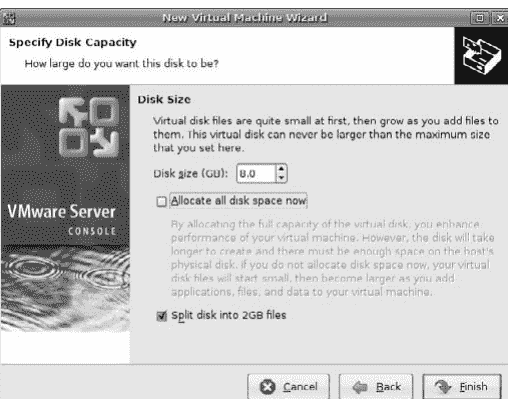 New Virtual Machine Wizard
Specify Disk Capacity
How large do you want this disk to be?
Disk Size
Virtual disk files are quite small at first, then grow as you add files to
them. This virtual disk can never be larger than the maximum size
that you set here.
Disk size (GB): 8.0
Allocate all disk space now
By allocating the full capacity of the virtual disk, you enhance
performance of your virtual machine. However, the disk will take
longer to create and there must be enough space on the host's
physical disk. If you do not allocate disk space now, your virtual
disk files will start small, then become larger as you add
applications, files, and data to your virtual machine.
Split disk into 2GB files
VMware Server
CONSOLE
Cancel
Back
Finish